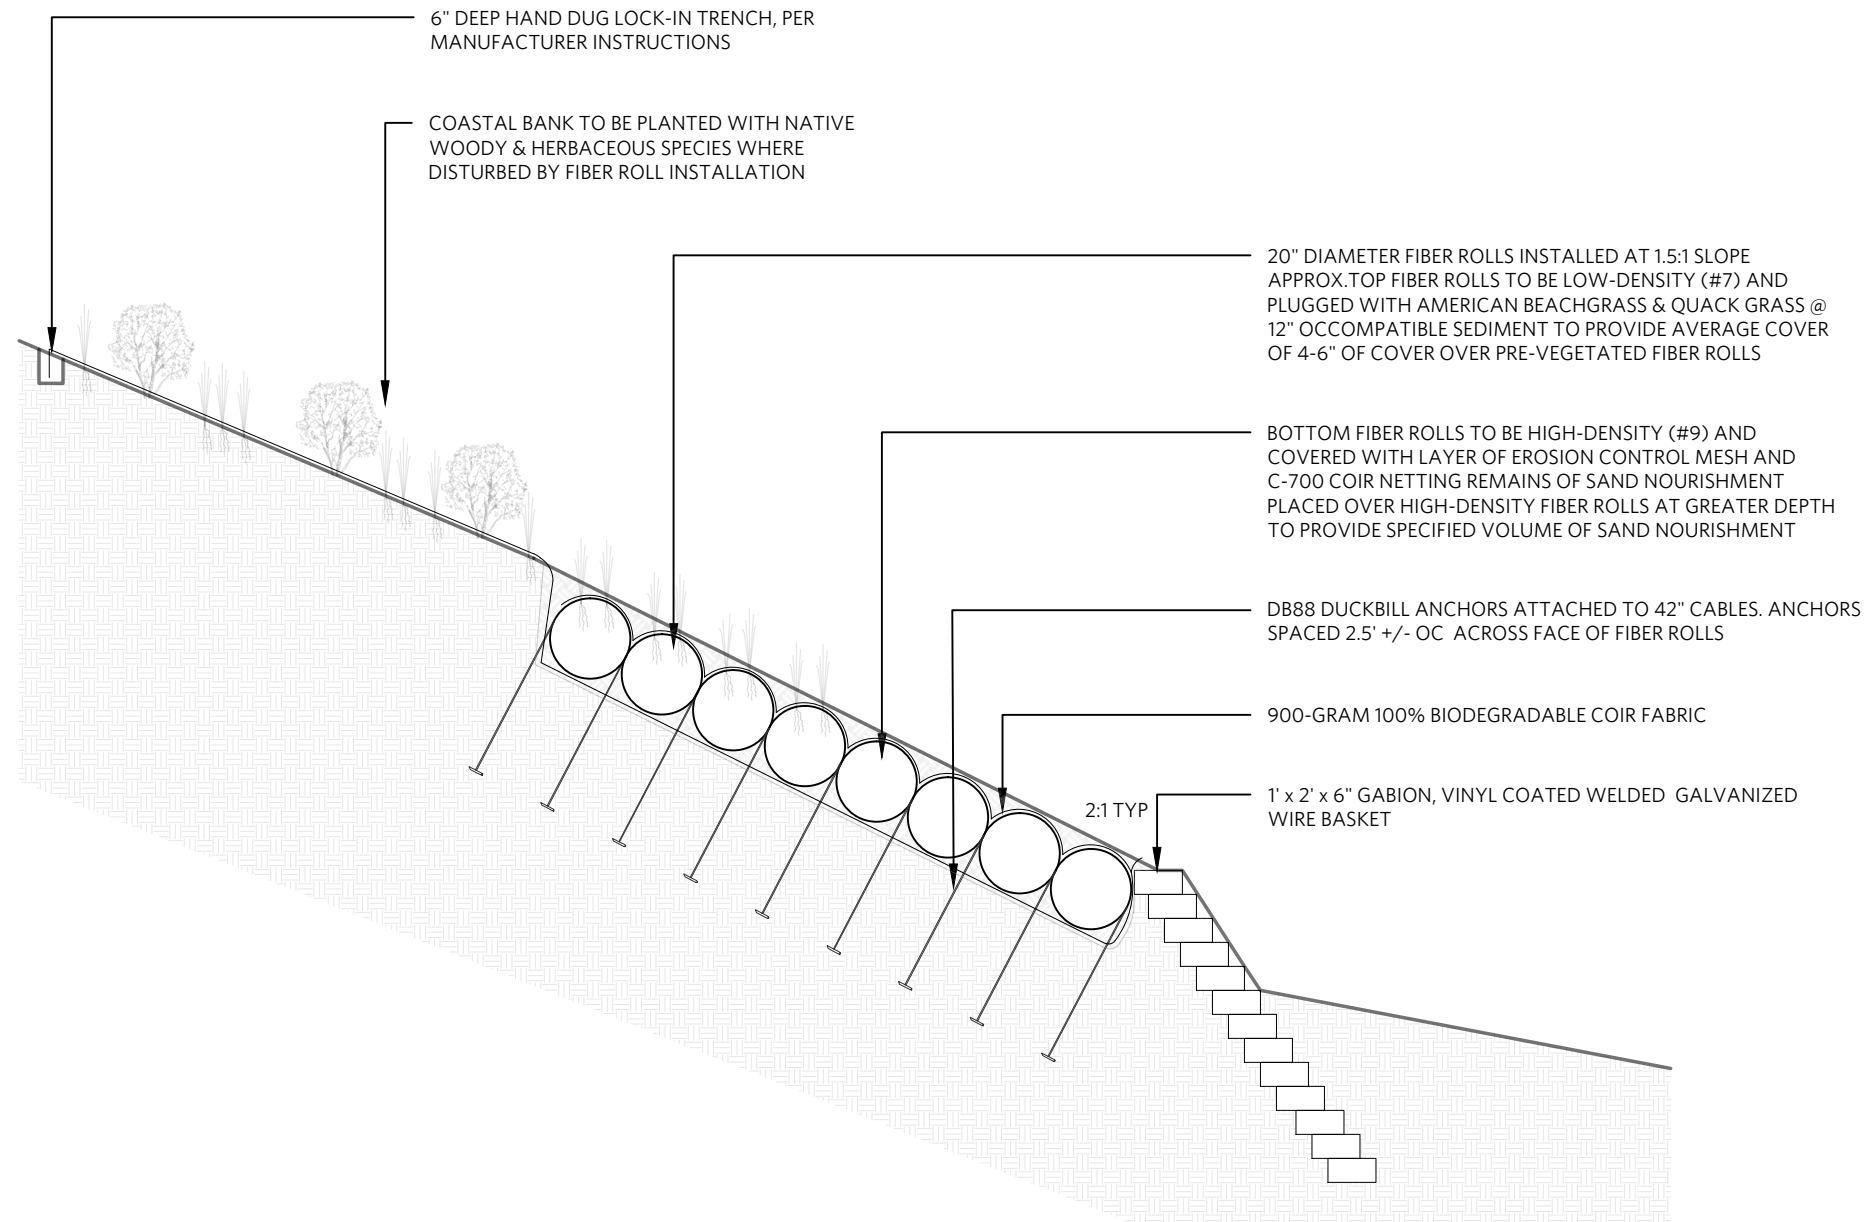 6" DEEP HAND DUG LOCK-IN TRENCH, PER
MANUFACTURER INSTRUCTIONS
COASTAL BANK TO BE PLANTED WITH NATIVE
WOODY & HERBACEOUS SPECIES WHERE
DISTURBED BY FIBER ROLL INSTALLATION
20" DIAMETER FIBER ROLLS INSTALLED AT 1.5:1 SLOPE
APPROX.TOP FIBER ROLLS TO BE LOW-DENSITY (#7) AND
PLUGGED WITH AMERICAN BEACHGRASS & QUACK GRASS @
12" OCCOMPATIBLE SEDIMENT TO PROVIDE AVERAGE COVER
OF 4-6" OF COVER OVER PRE-VEGETATED FIBER ROLLS
BOTTOM FIBER ROLLS TO BE HIGH-DENSITY (#9) AND
COVERED WITH LAYER OF EROSION CONTROL MESH AND
C-700 COIR NETTING REMAINS OF SAND NOURISHMENT
PLACED OVER HIGH-DENSITY FIBER ROLLS AT GREATER DEPTH
TO PROVIDE SPECIFIED VOLUME OF SAND NOURISHMENT
DB88 DUCKBILL ANCHORS ATTACHED TO 42" CABLES. ANCHORS
SPACED 2.5' +/- OC ACROSS FACE OF FIBER ROLLS
900-GRAM 100% BIODEGRADABLE COIR FABRIC
1' x 2' x 6" GABION, VINYL COATED WELDED GALVANIZED
WIRE BASKET
2:1 TYP